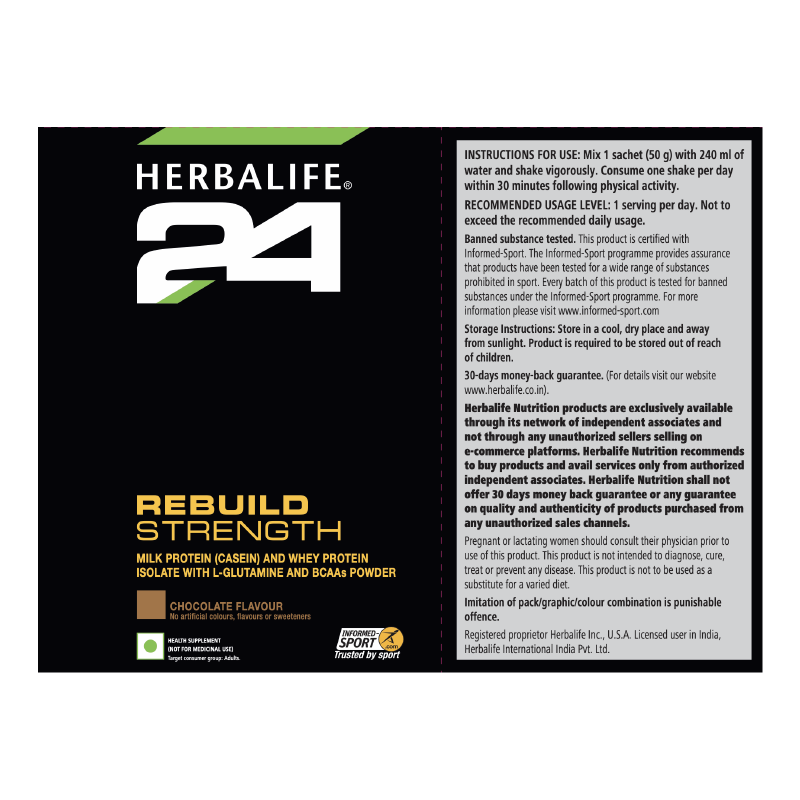 HERBALIFE®
24
REBUILD
STRENGTH
MILK PROTEIN (CASEIN) AND WHEY PROTEIN
ISOLATE WITH L-GLUTAMINE AND BCAAs POWDER
CHOCOLATE FLAVOUR
No artificial colours, flavours or sweeteners
HEALTH SUPPLEMENT
(NOT FOR MEDICINAL USE)
Target consumer group: Adults.
INFORMED-
SPORT
.com
Trusted by sport
INSTRUCTIONS FOR USE: Mix 1 sachet (50 g) with 240 ml of
water and shake vigorously. Consume one shake per day
within 30 minutes following physical activity.
RECOMMENDED USAGE LEVEL: 1 serving per day. Not to
exceed the recommended daily usage.
Banned substance tested. This product is certified with
Informed-Sport. The Informed-Sport programme provides assurance
that products have been tested for a wide range of substances
prohibited in sport. Every batch of this product is tested for banned
substances under the Informed-Sport programme. For more
information please visit www.informed-sport.com
Storage Instructions: Store in a cool, dry place and away
from sunlight. Product is required to be stored out of reach
of children.
30-days money-back guarantee. (For details visit our website
www.herbalife.co.in).
Herbalife Nutrition products are exclusively available
through its network of independent associates and
not through any unauthorized sellers selling on
e-commerce platforms. Herbalife Nutrition recommends
to buy products and avail services only from authorized
independent associates. Herbalife Nutrition shall not
offer 30 days money back guarantee or any guarantee
on quality and authenticity of products purchased from
any unauthorized sales channels.
Pregnant or lactating women should consult their physician prior to
use of this product. This product is not intended to diagnose, cure,
treat or prevent any disease. This product is not to be used as a
substitute for a varied diet.
Imitation of pack/graphic/colour combination is punishable
offence.
Registered proprietor Herbalife Inc., U.S.A. Licensed user in India,
Herbalife International India Pvt. Ltd.